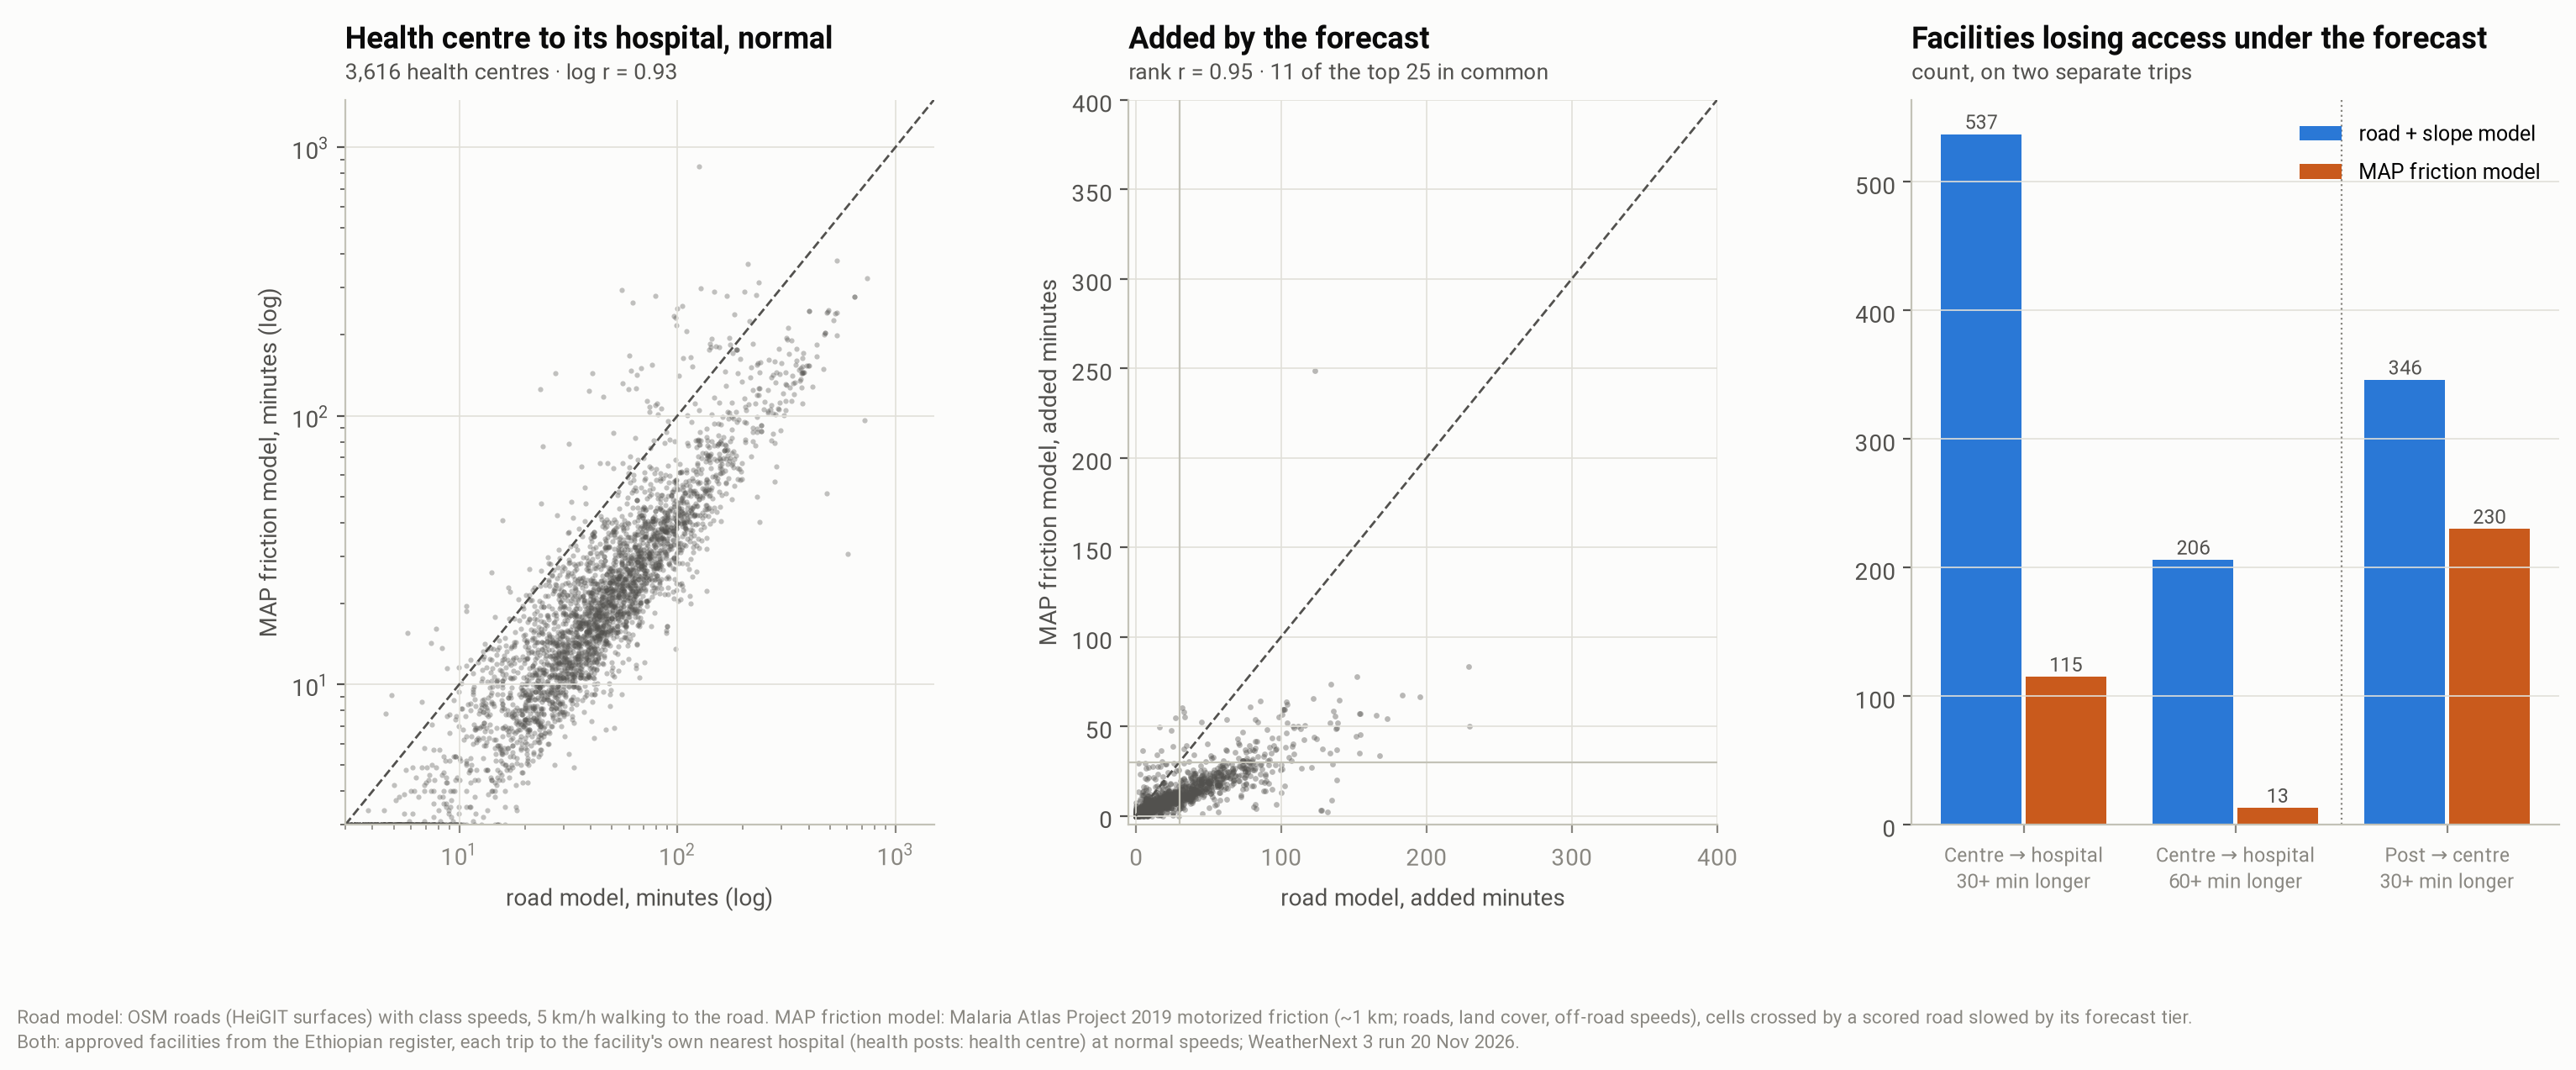 Health centre to its hospital, normal
3,616 health centres · log r = 0.93
MAP friction model, minutes (log)
10³
10²
10¹
10¹
10²
10³
road model, minutes (log)
Added by the forecast
rank r = 0.95 · 11 of the top 25 in common
MAP friction model, added minutes
400
350
300
250
200
150
100
50
0
0
100
200
300
400
road model, added minutes
Facilities losing access under the forecast
count, on two separate trips
road + slope model
MAP friction model
500
400
300
200
100
0
537
115
206
13
346
230
Centre → hospital
30+ min longer
Centre → hospital
60+ min longer
Post → centre
30+ min longer
Road model: OSM roads (HeiGIT surfaces) with class speeds, 5 km/h walking to the road. MAP friction model: Malaria Atlas Project 2019 motorized friction (~1 km; roads, land cover, off-road speeds), cells crossed by a scored road slowed by its forecast tier.
Both: approved facilities from the Ethiopian register, each trip to the facility's own nearest hospital (health posts: health centre) at normal speeds; WeatherNext 3 run 20 Nov 2026.